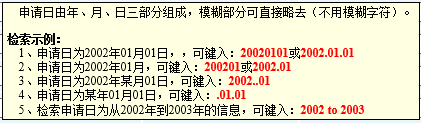 申请日由年、月、日三部分组成，模糊部分可直接略去（不用模糊字符）。
检索示例：
1、申请日为2002年01月01日，，可键入：20020101或2002.01.01
2、申请日为2002年01月，可键入：200201或2002.01
3、申请日为2002年某月01日，可键入：2002..01
4、申请日为某年01月01日，可键入：.01.01
5、检索申请日为从2002年到2003年的信息，可键入：2002 to 2003